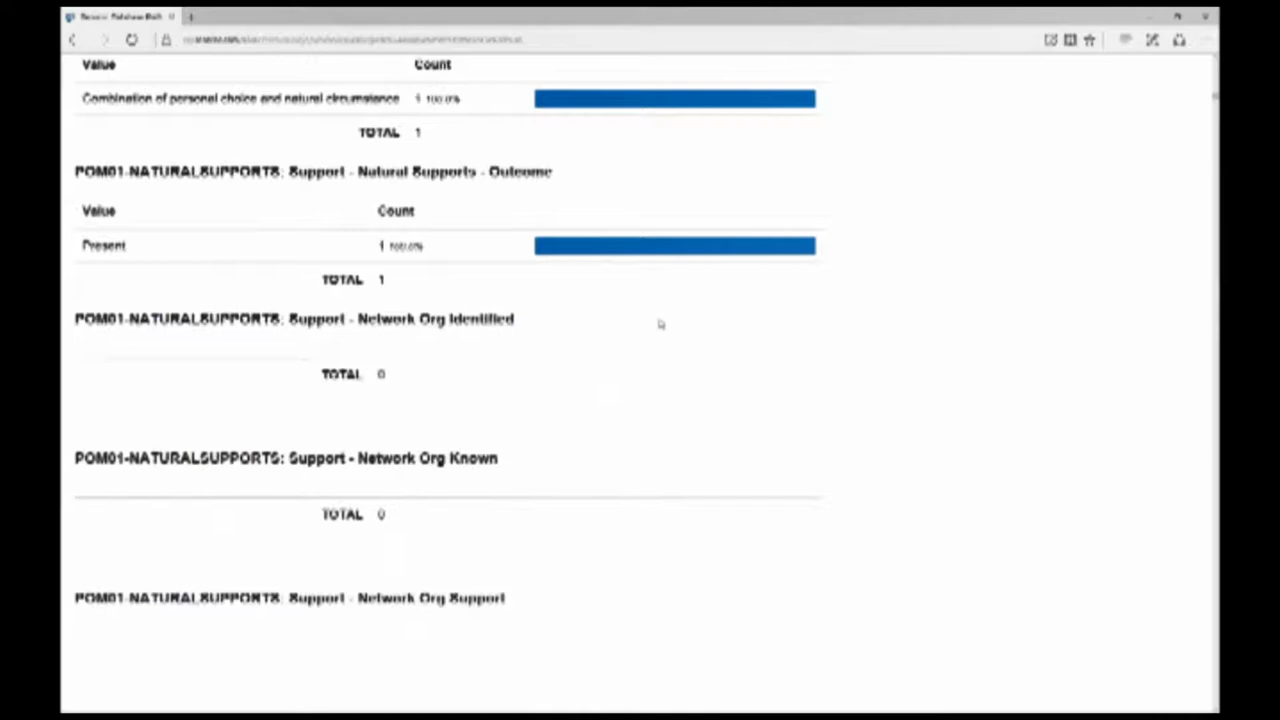 Value Count
Combination of personal choice and natural circumstance 1 100.0%
TOTAL 1
POM01-NATURALSUPPORTS: Support - Natural Supports - Outcome
Value Count
Present 1 100.0%
TOTAL 1
POM01-NATURALSUPPORTS: Support - Network Org Identified
TOTAL 0
POM01-NATURALSUPPORTS: Support - Network Org Known
TOTAL 0
POM01-NATURALSUPPORTS: Support - Network Org Support